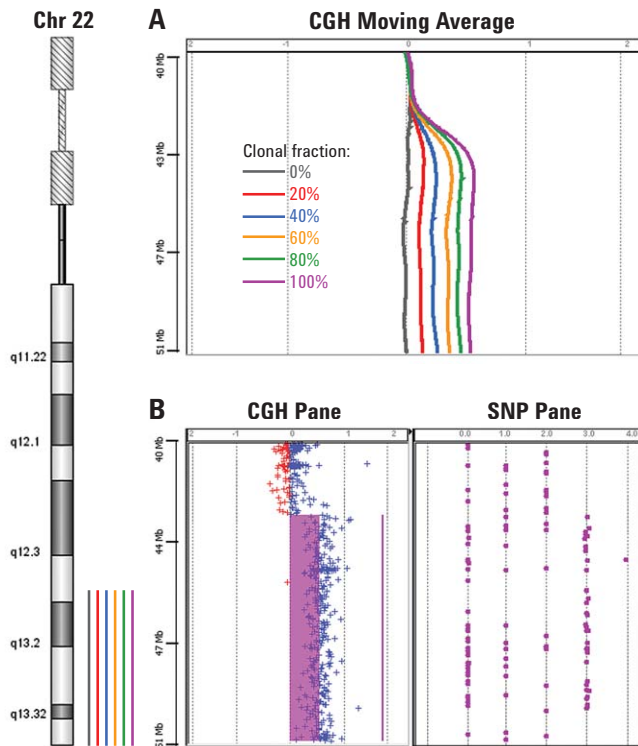 Chr 22
q11.22
q12.1
q12.3
q13.2
q13.32
A
CGH Moving Average
-2 -1 0 1 2
40 Mb
43 Mb
47 Mb
51 Mb
Clonal fraction:
0%
20%
40%
60%
80%
100%
B
CGH Pane
-2 -1 0 1 2
40 Mb
44 Mb
47 Mb
51 Mb
SNP Pane
0.0 1.0 2.0 3.0 4.0